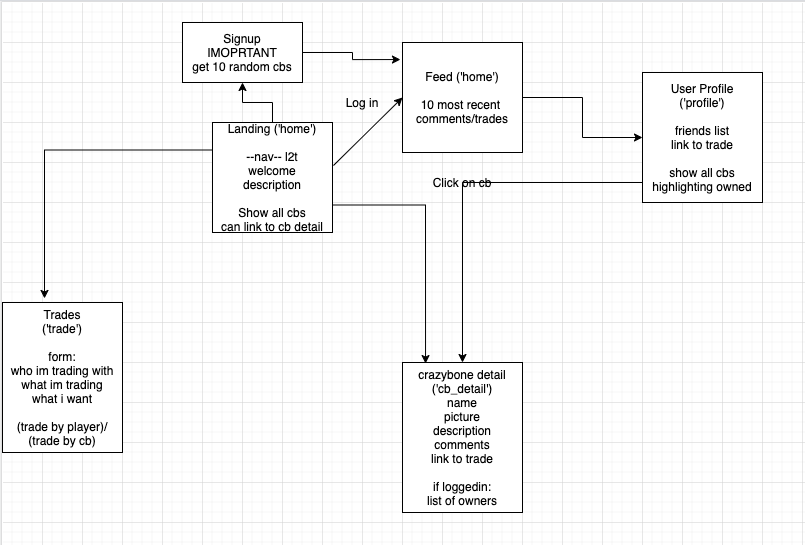 Signup
IMOPRTANT
get 10 random cbs
Feed ('home')
10 most recent
comments/trades
User Profile
('profile')
friends list
link to trade
show all cbs
highlighting owned
Log in
Landing ('home')
--nav-- l2t
welcome
description
Show all cbs
can link to cb detail
Click on cb
Trades
('trade')
form:
who im trading with
what im trading
what i want
(trade by player)/
(trade by cb)
crazybone detail
('cb_detail')
name
picture
description
comments
link to trade
if loggedin:
list of owners